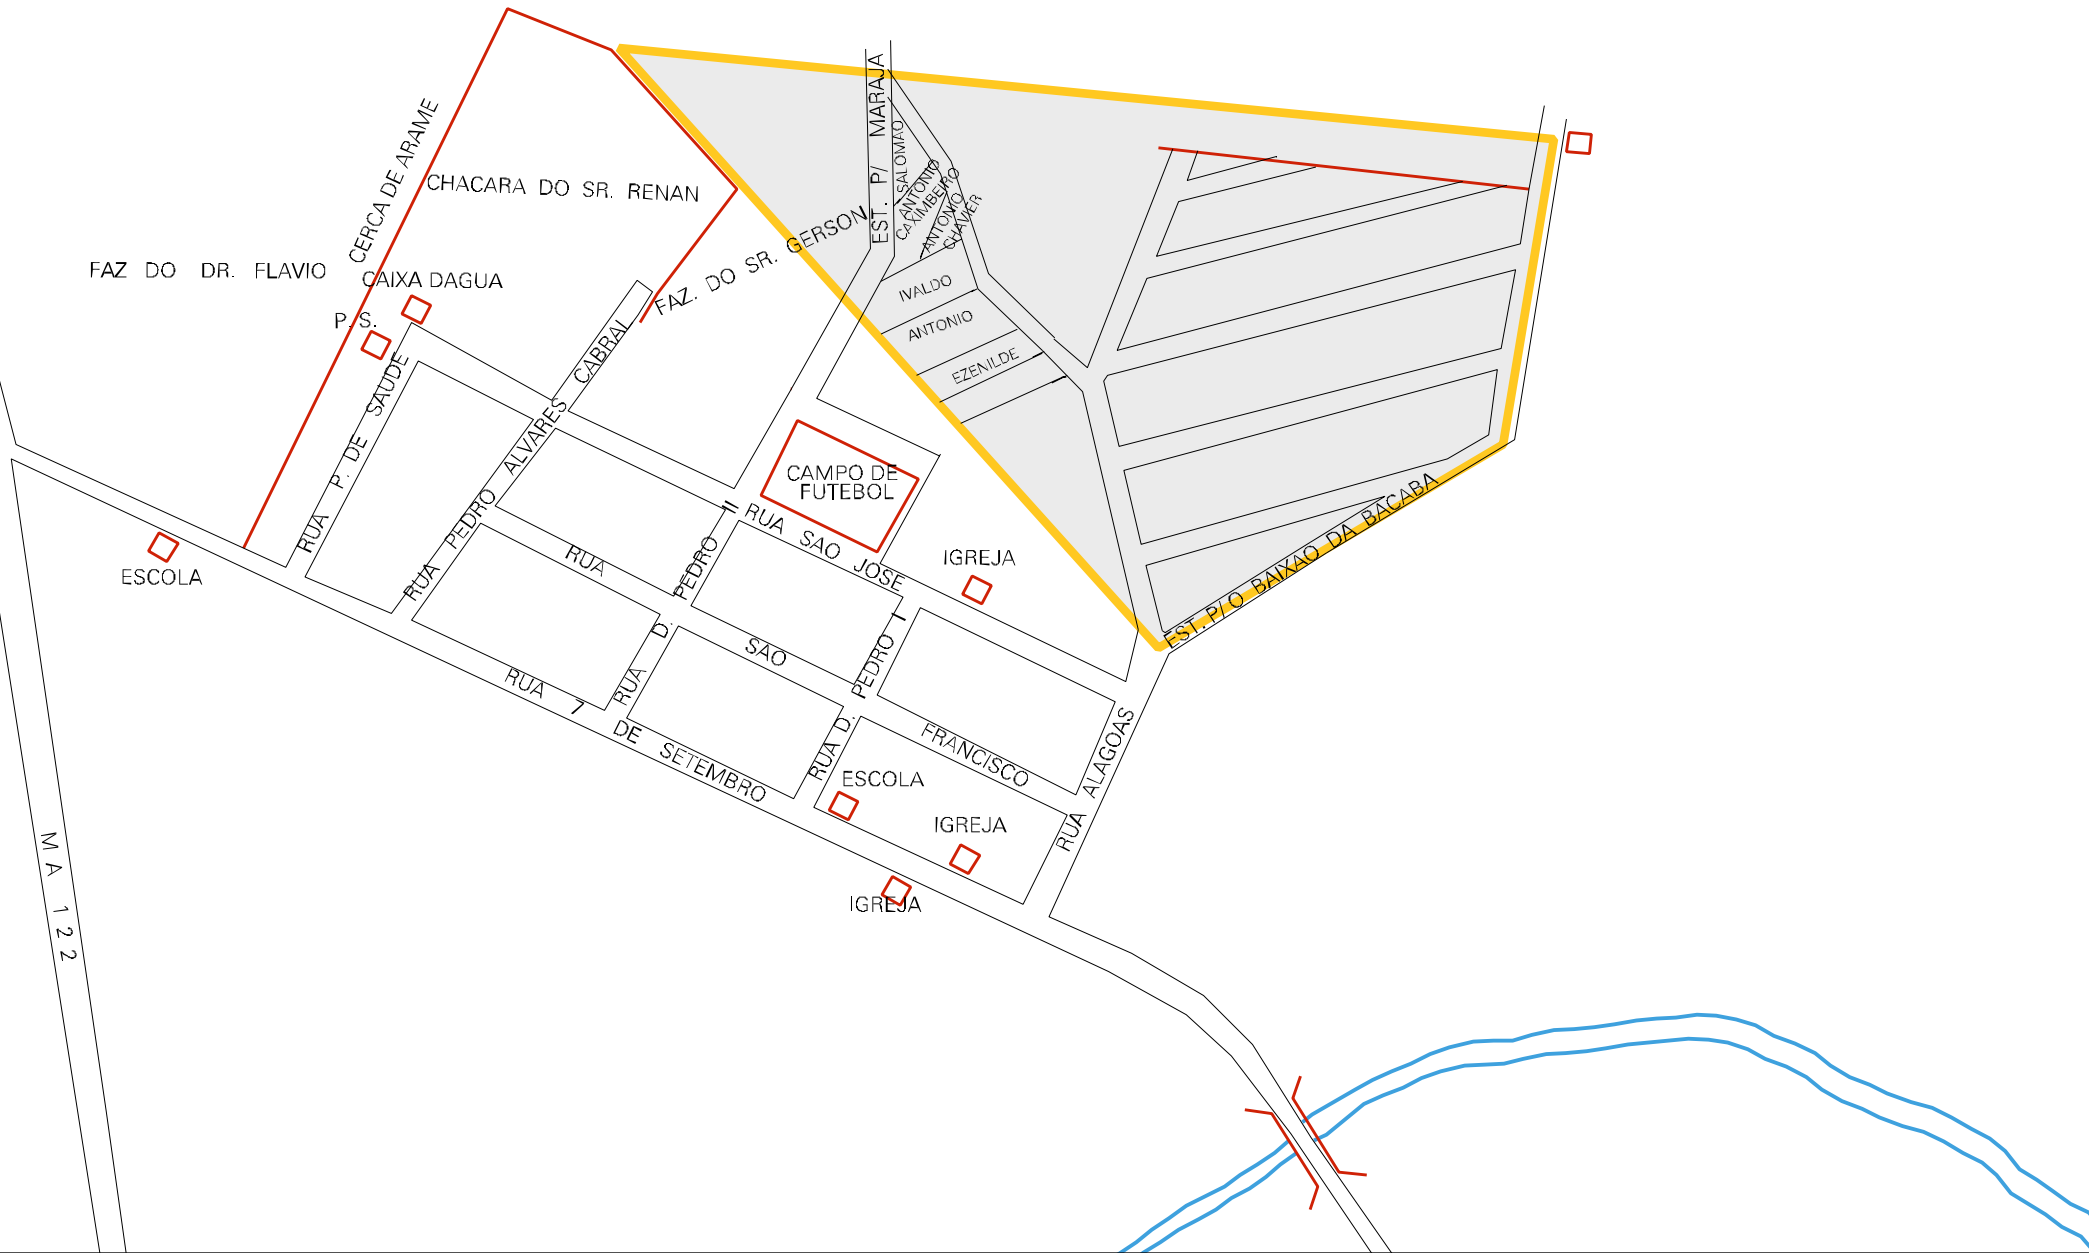 EST. P/ MARAJA
SALOMAO
CERCA DE ARAME
CHACARA DO SR. RENAN
ANTONIO
CAXIMBEIRO
ANTONIO
CHAVIER
FAZ. DO SR. GERSON
FAZ DO DR. FLAVIO
CAIXA DAGUA
P. S.
IVALDO
ANTONIO
EZENILDE
RUA P. DE SAUDE
RUA PEDRO ALVARES CABRAL
CAMPO DE
FUTEBOL
RUA SAO JOSE
IGREJA
ESCOLA
EST.P/O BAIXAO DA BACABA
RUA D. PEDRO II
RUA SAO FRANCISCO
RUA D. PEDRO I
RUA 7 DE SETEMBRO
RUA ALAGOAS
ESCOLA
IGREJA
IGREJA
MA 122